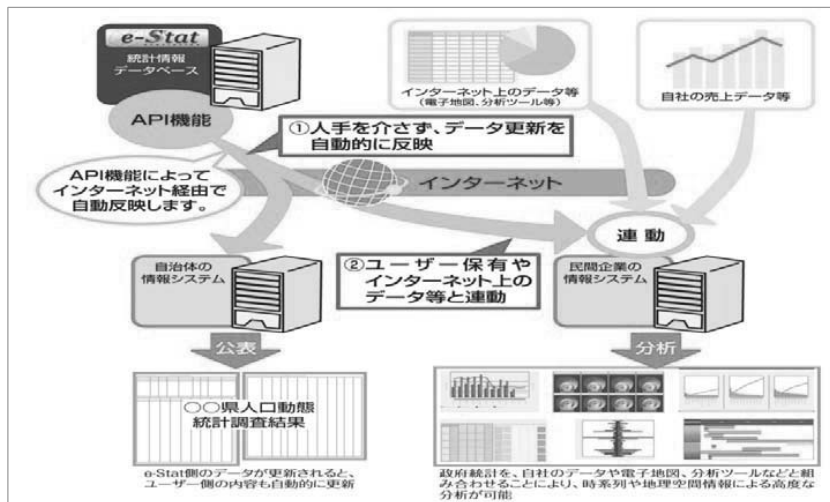 e-Stat
統計情報
データベース
API機能
インターネット上のデータ等
(電子地図、分析ツール等)
自社の売上データ等
①人手を介さず、データ更新を
自動的に反映
API機能によって
インターネット経由で
自動反映します。
インターネット
連動
自治体の
情報システム
②ユーザー保有や
インターネット上の
データ等と連動
民間企業の
情報システム
公表
分析
○○県人口動態
統計調査結果
e-Stat側のデータが更新されると、
ユーザー側の内容も自動的に更新
政府統計を、自社のデータや電子地図、分析ツールなどと組
み合わせることにより、時系列や地理空間情報による高度な
分析が可能